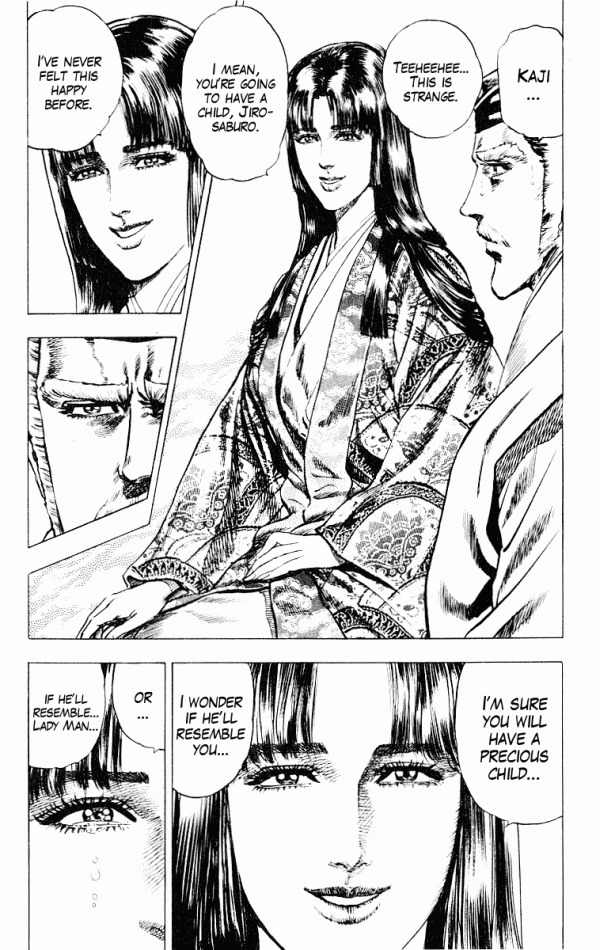 KAJI
...
TEEHEEHEE...
THIS IS
STRANGE.
I MEAN,
YOU'RE GOING
TO HAVE A
CHILD, JIRO-
SABURO.
I'VE NEVER
FELT THIS
HAPPY
BEFORE.
I'M SURE
YOU WILL
HAVE A
PRECIOUS
CHILD...
I WONDER
IF HE'LL
RESEMBLE
YOU...
OR
...
IF HE'LL
RESEMBLE...
LADY MAN...